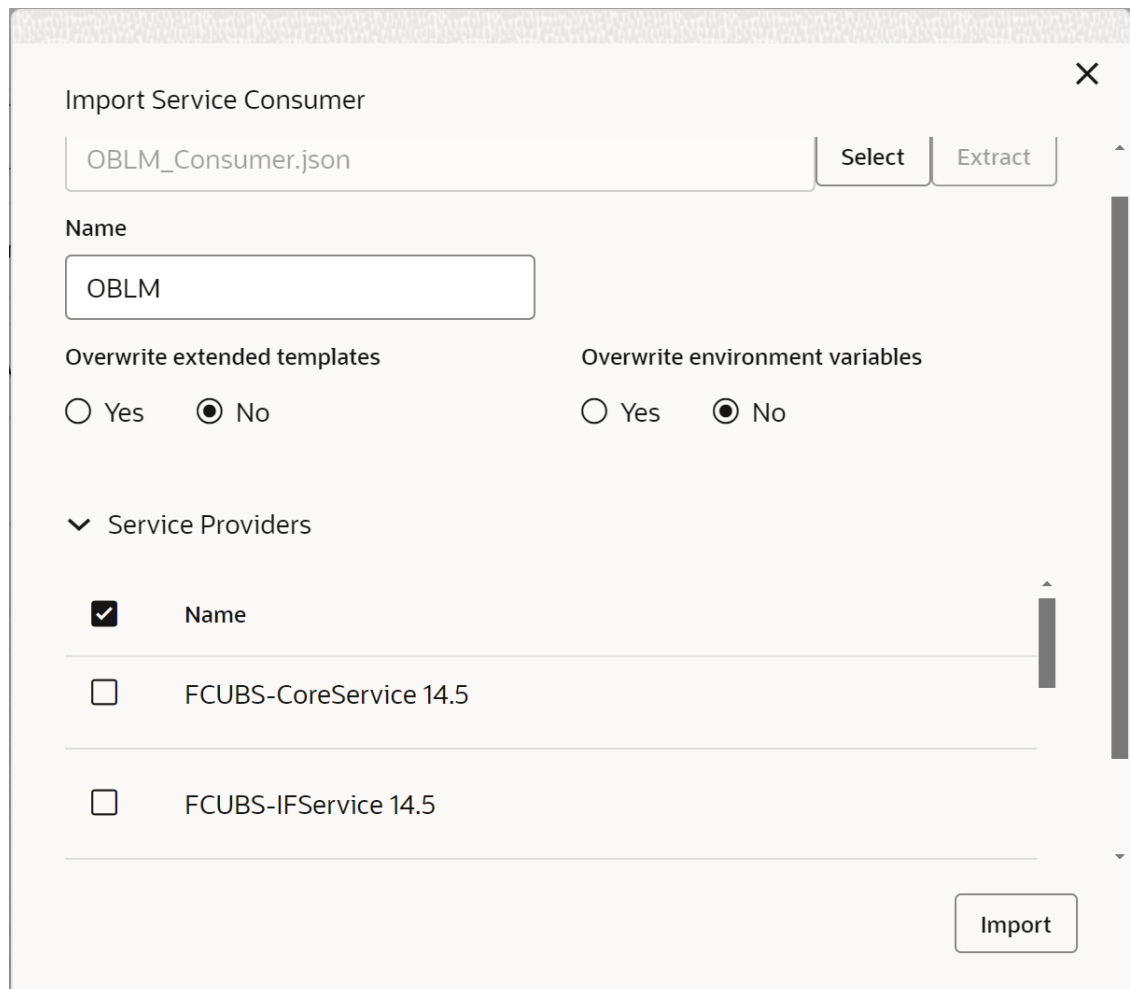 Import Service Consumer
OBLM_Consumer.json Select Extract
Name
OBLM
Overwrite extended templates Overwrite environment variables
Yes No Yes No
Service Providers
Name
FCUBS-CoreService 14.5
FCUBS-IFService 14.5
Import